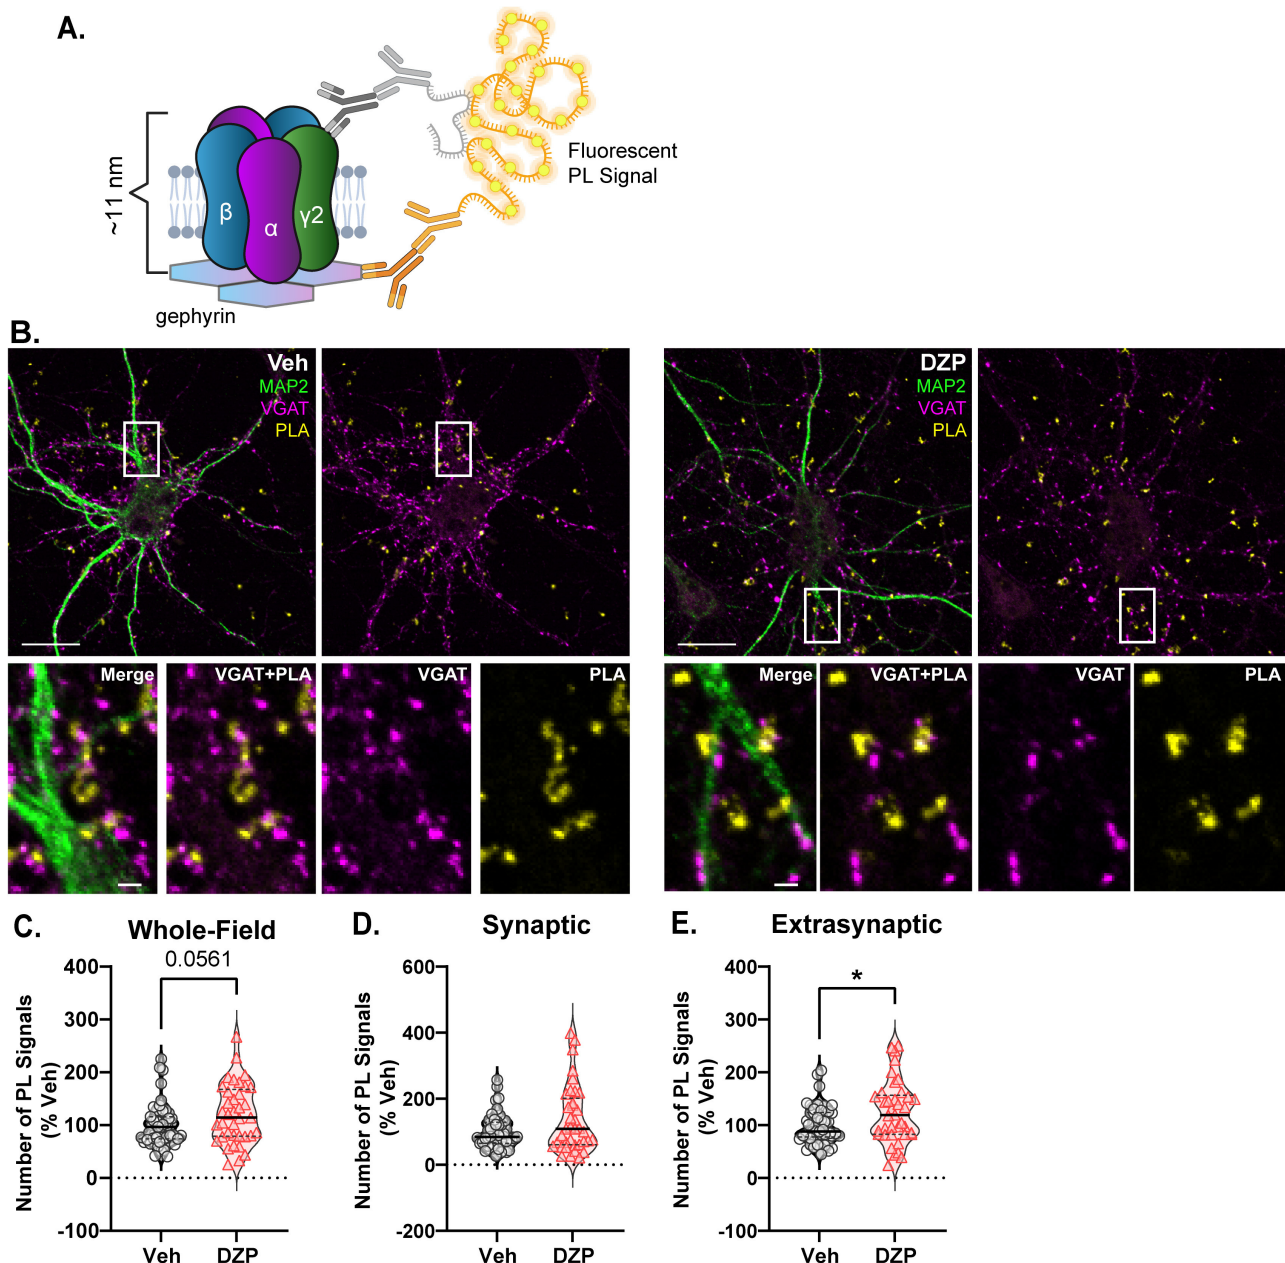 A.
~11 nm
β
α
γ2
gephyrin
Fluorescent
PL Signal
B.
Veh
MAP2
VGAT
PLA
DZP
MAP2
VGAT
PLA
Merge
VGAT+PLA
VGAT
PLA
Merge
VGAT+PLA
VGAT
PLA
C.
Whole-Field
0.0561
Number of PL Signals
(% Veh)
400
300
200
100
0
-100
Veh
DZP
D.
Synaptic
Number of PL Signals
(% Veh)
600
400
200
0
-200
Veh
DZP
E.
Extrasynaptic
*
Number of PL Signals
(% Veh)
400
300
200
100
0
-100
Veh
DZP